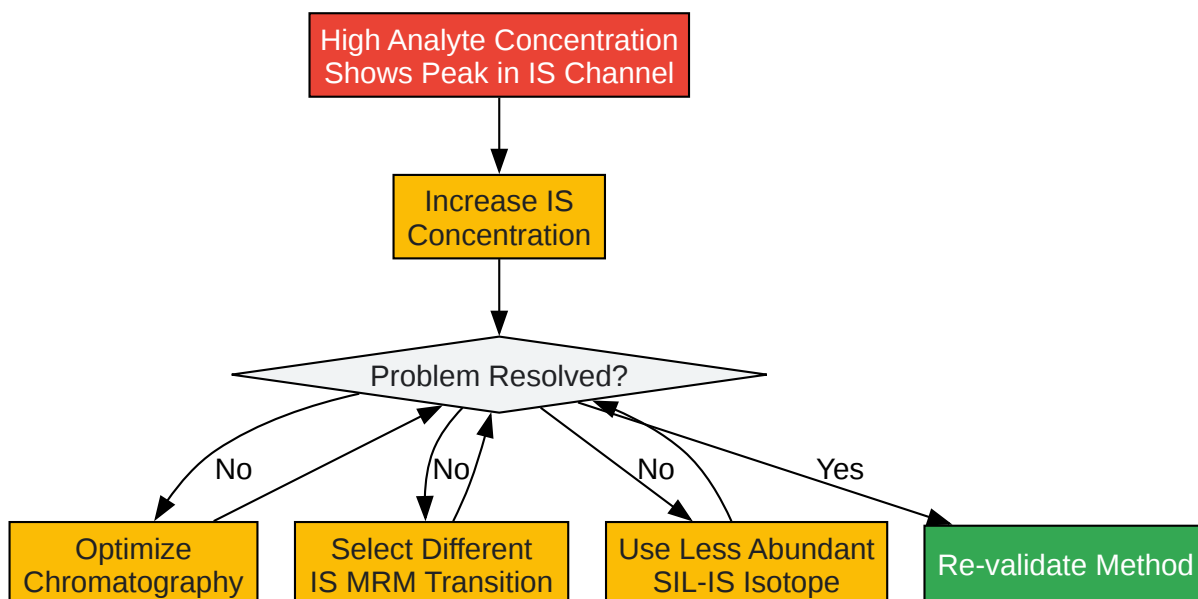 High Analyte Concentration
Shows Peak in IS Channel
Increase IS
Concentration
Problem Resolved?
No
No
No
Yes
Optimize
Chromatography
Select Different
IS MRM Transition
Use Less Abundant
SIL-IS Isotope
Re-validate Method